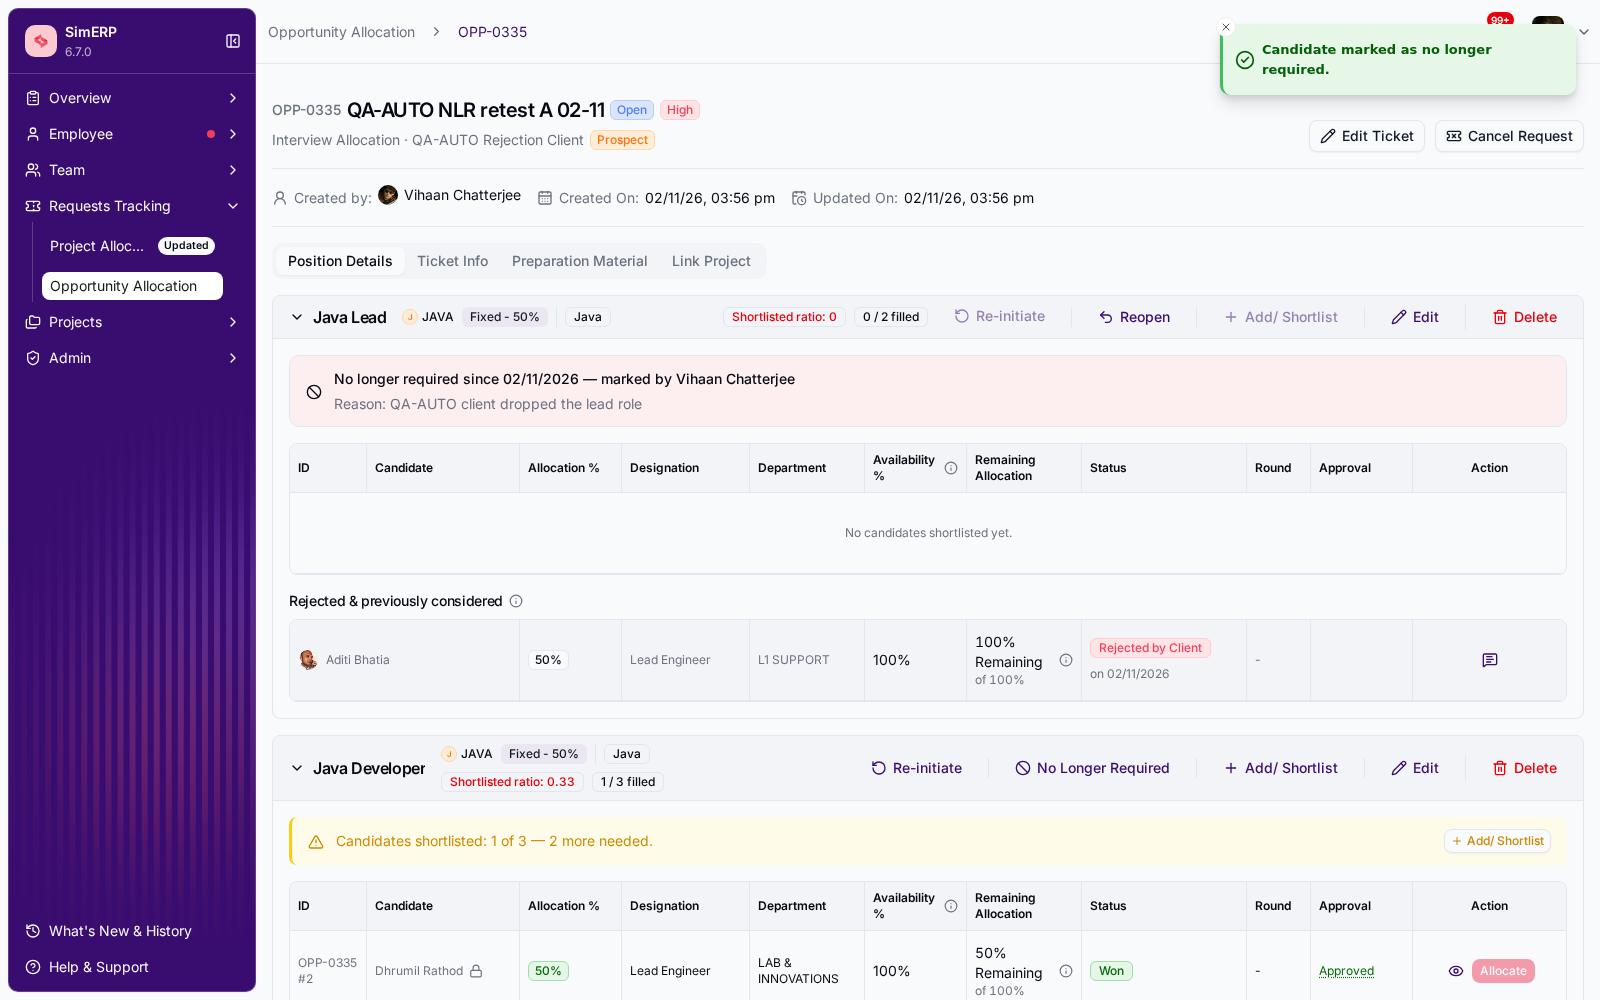 SimERP
6.7.0
Overview
Employee
Team
Requests Tracking
Project Alloc...
Updated
Opportunity Allocation
Projects
Admin
What's New & History
Help & Support
Opportunity Allocation
OPP-0335
99+
Candidate marked as no longer
required.
OPP-0335 QA-AUTO NLR retest A 02-11 Open High
Interview Allocation · QA-AUTO Rejection Client Prospect
Edit Ticket
Cancel Request
Created by: Vihaan Chatterjee
Created On: 02/11/26, 03:56 pm
Updated On: 02/11/26, 03:56 pm
Position Details
Ticket Info
Preparation Material
Link Project
Java Lead
J JAVA
Fixed - 50%
Java
Shortlisted ratio: 0
0 / 2 filled
Re-initiate
Reopen
Add/ Shortlist
Edit
Delete
No longer required since 02/11/2026 — marked by Vihaan Chatterjee
Reason: QA-AUTO client dropped the lead role
ID
Candidate
Allocation %
Designation
Department
Availability
%
Remaining
Allocation
Status
Round
Approval
Action
No candidates shortlisted yet.
Rejected & previously considered
Aditi Bhatia
50%
Lead Engineer
L1 SUPPORT
100%
100%
Remaining
of 100%
Rejected by Client
on 02/11/2026
-
Java Developer
J JAVA
Fixed - 50%
Java
Shortlisted ratio: 0.33
1 / 3 filled
Re-initiate
No Longer Required
Add/ Shortlist
Edit
Delete
Candidates shortlisted: 1 of 3 — 2 more needed.
Add/ Shortlist
ID
Candidate
Allocation %
Designation
Department
Availability
%
Remaining
Allocation
Status
Round
Approval
Action
OPP-0335
#2
Dhrumil Rathod
50%
Lead Engineer
LAB &
INNOVATIONS
100%
50%
Remaining
of 100%
Won
-
Approved
Allocate